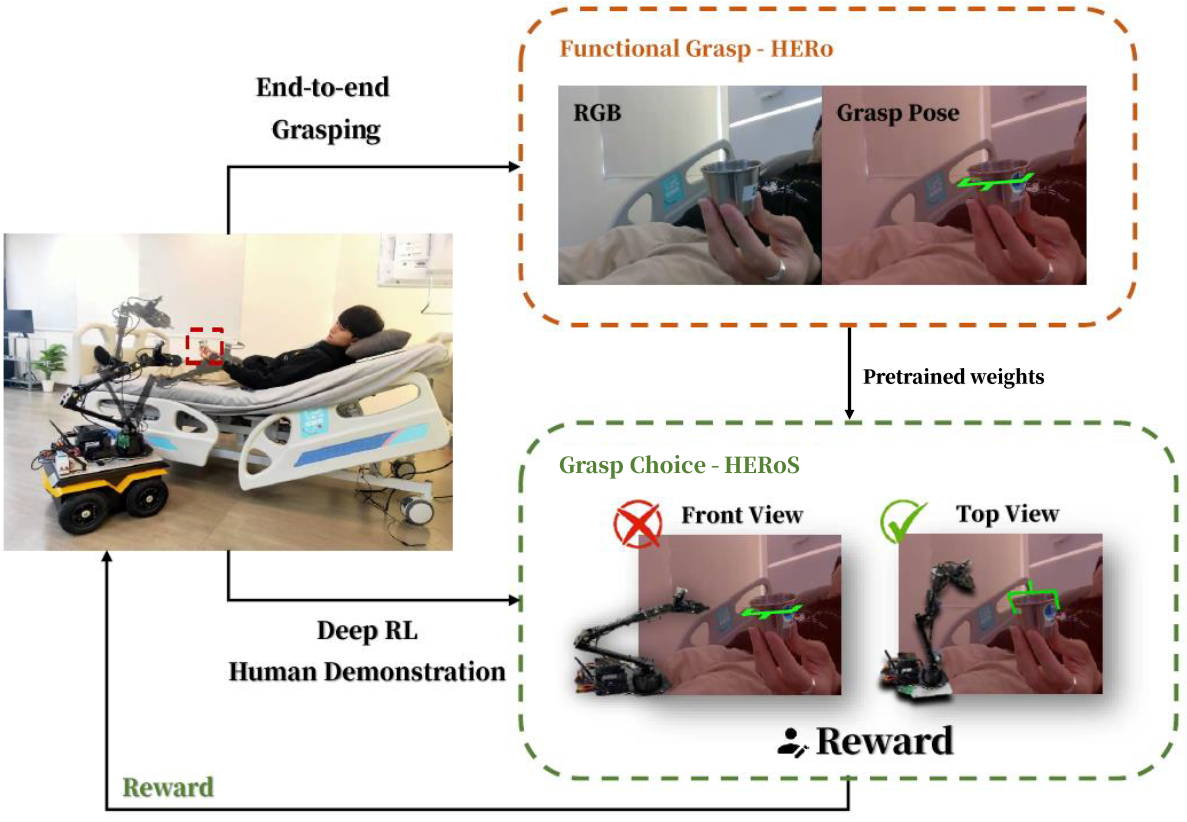 Functional Grasp - HERo
End-to-end
Grasping
RGB
Grasp Pose
Pretrained weights
Grasp Choice - HERoS
Front View
Top View
Deep RL
Human Demonstration
Reward
Reward